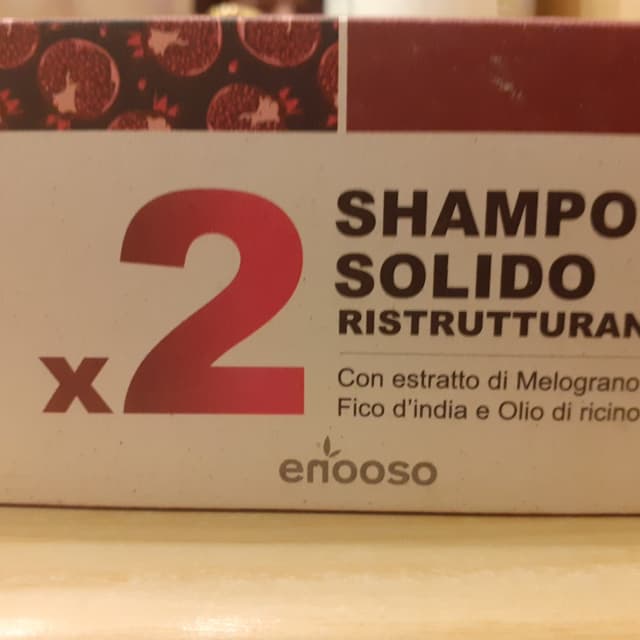 x2
SHAMPO
SOLIDO
RISTRUTTURAN
Con estratto di Melograno
Fico d'india e Olio di ricino
enooso